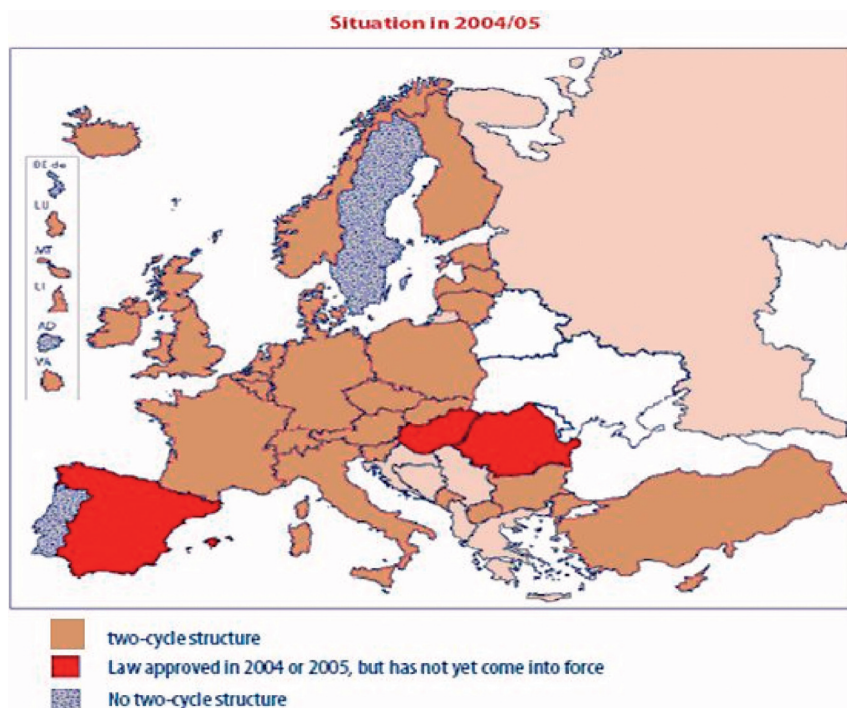 Situation in 2004/05
DE de
LU
MT
LI
AD
VA
two-cycle structure
Law approved in 2004 or 2005, but has not yet come into force
No two-cycle structure